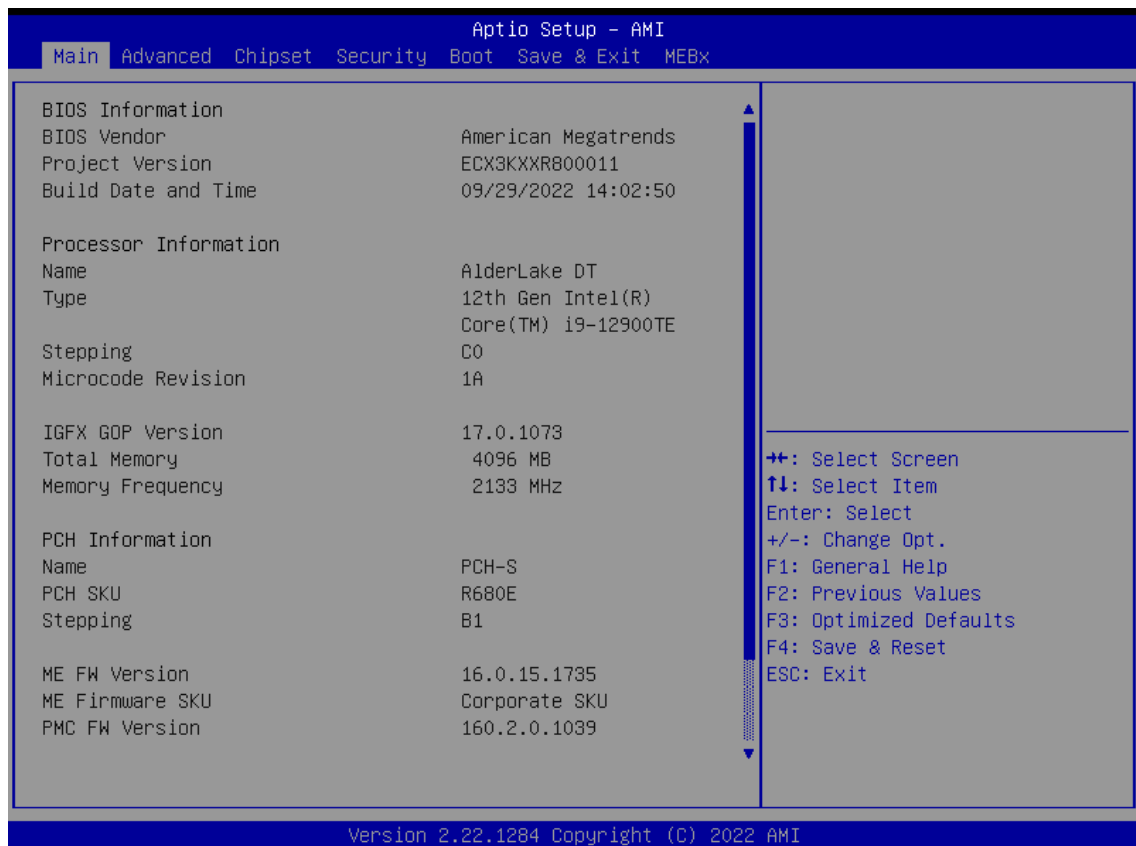 Aptio Setup - AMI
Main Advanced Chipset Security Boot Save & Exit MEBx
BIOS Information
BIOS Vendor American Megatrends
Project Version ECX3KXXR800011
Build Date and Time 09/29/2022 14:02:50
Processor Information
Name AlderLake DT
Type 12th Gen Intel(R)
Core(TM) i9-12900TE
Stepping C0
Microcode Revision 1A
IGFX GOP Version 17.0.1073
Total Memory 4096 MB
Memory Frequency 2133 MHz
PCH Information
Name PCH-S
PCH SKU R680E
Stepping B1
ME FW Version 16.0.15.1735
ME Firmware SKU Corporate SKU
PMC FW Version 160.2.0.1039
→←: Select Screen
↑↓: Select Item
Enter: Select
+/-: Change Opt.
F1: General Help
F2: Previous Values
F3: Optimized Defaults
F4: Save & Reset
ESC: Exit
Version 2.22.1284 Copyright (C) 2022 AMI